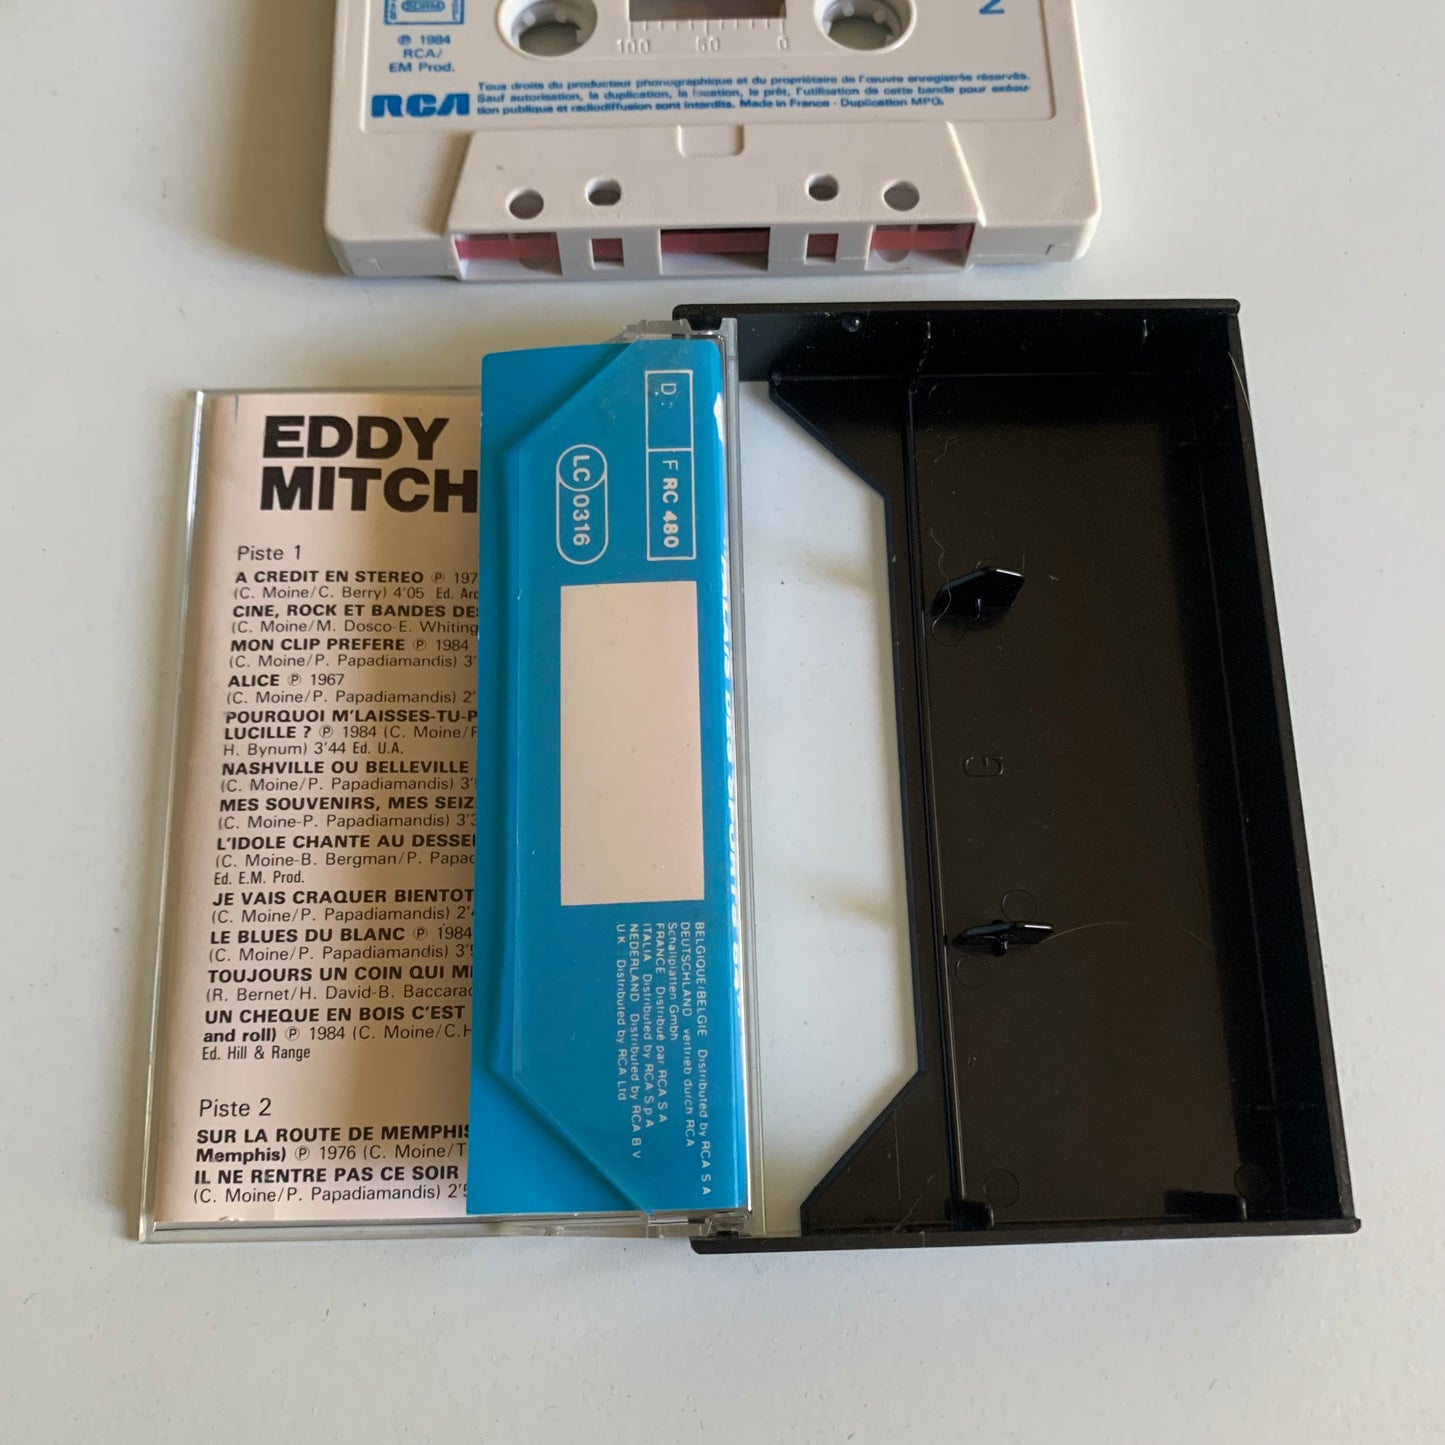 SDRM
℗ 1984
RCA/
EM Prod.
RCA
100 50 0
2
Tous droits du producteur phonographique et du propriétaire de l'œuvre enregistrée réservés.
Sauf autorisation, la duplication, la location, le prêt, l'utilisation de cette bande pour exécu-
tion publique et radiodiffusion sont interdits. Made in France - Duplication MPO.
EDDY
MITCH
Piste 1
A CREDIT EN STEREO ℗ 197
(C. Moine/C. Berry) 4'05 Ed. Arc
CINE, ROCK ET BANDES DES
(C. Moine/M. Dosco-E. Whiting
MON CLIP PREFERE ℗ 1984
(C. Moine/P. Papadiamandis) 3'
ALICE ℗ 1967
(C. Moine/P. Papadiamandis) 2'
POURQUOI M'LAISSES-TU-P
LUCILLE ? ℗ 1984 (C. Moine/
H. Bynum) 3'44 Ed. U.A.
NASHVILLE OU BELLEVILLE
(C. Moine/P. Papadiamandis) 3'
MES SOUVENIRS, MES SEIZ
(C. Moine-P. Papadiamandis) 3'3
L'IDOLE CHANTE AU DESSE
(C. Moine-B. Bergman/P. Papad
Ed. E.M. Prod.
JE VAIS CRAQUER BIENTOT
(C. Moine/P. Papadiamandis) 2'
LE BLUES DU BLANC ℗ 1984
(C. Moine/P. Papadiamandis) 3'
TOUJOURS UN COIN QUI M
(R. Bernet/H. David-B. Baccarac
UN CHEQUE EN BOIS C'EST
and roll) ℗ 1984 (C. Moine/C.H
Ed. Hill & Range
Piste 2
SUR LA ROUTE DE MEMPHIS
Memphis) ℗ 1976 (C. Moine/T
IL NE RENTRE PAS CE SOIR
(C. Moine/P. Papadiamandis) 2'5
D
F RC 480
LC 0316
BELGIQUE/BELGIE Distributed by RCA S A
DEUTSCHLAND vertrieb durch RCA
Schallplatten GmbH
FRANCE Distribué par RCA S A
ITALIA Distributed by RCA S p A
NEDERLAND Distributed by RCA B V
U K Distributed by RCA Ltd
G